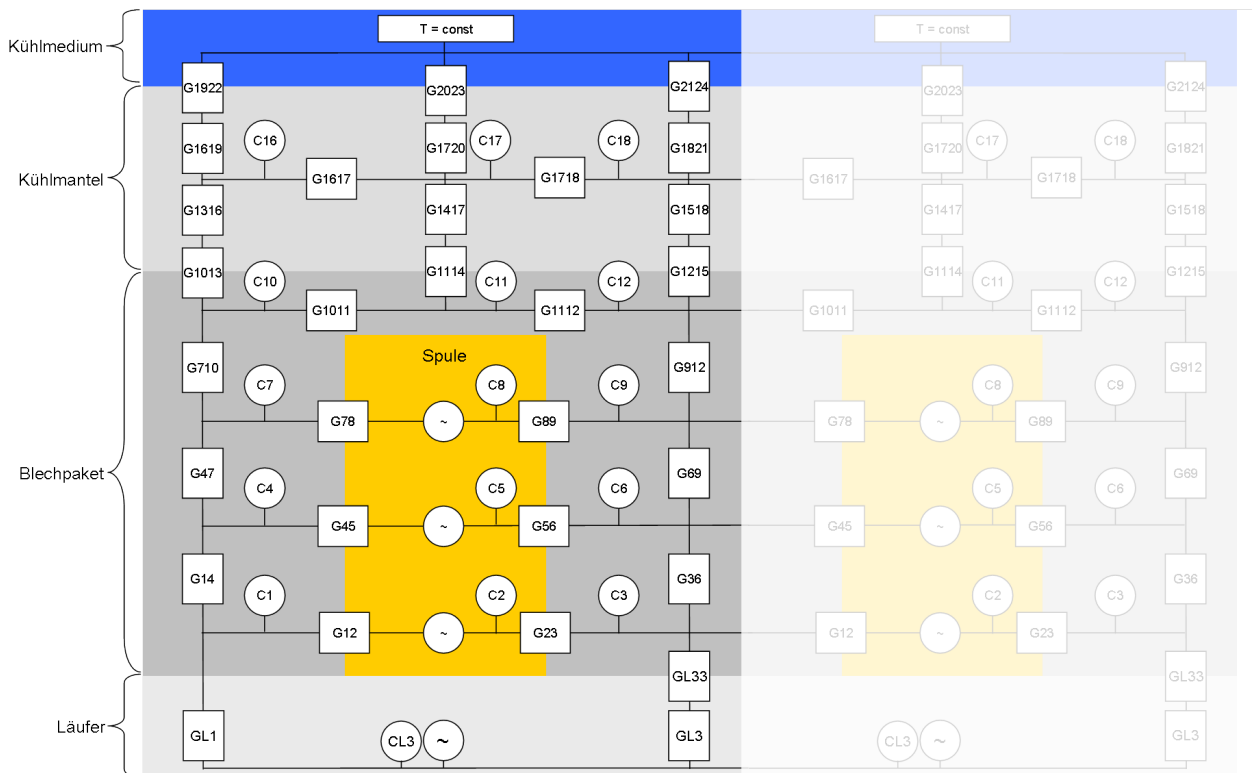 T = const T = const
Kühlmedium
G1922 G2023 G2124 G2023 G2124
C16 C17 C18 C17 C18
G1619 G1720 G1821 G1720 G1821
Kühlmantel
G1617 G1718 G1617 G1718
G1316 G1417 G1518 G1417 G1518
G1013 C10 G1114 C11 C12 G1215 G1114 C11 C12 G1215
G1011 G1112 G1011 G1112
Spule
G710 C7 C8 C9 G912 C8 C9 G912
G78 ~ G89 G78 ~ G89
Blechpaket
G47 C4 C5 C6 G69 C5 C6 G69
G45 ~ G56 G45 ~ G56
G14 C1 C2 C3 G36 C2 C3 G36
G12 ~ G23 G12 ~ G23
GL33 GL33
Läufer
GL1 CL3 ~ GL3 CL3 ~ GL3